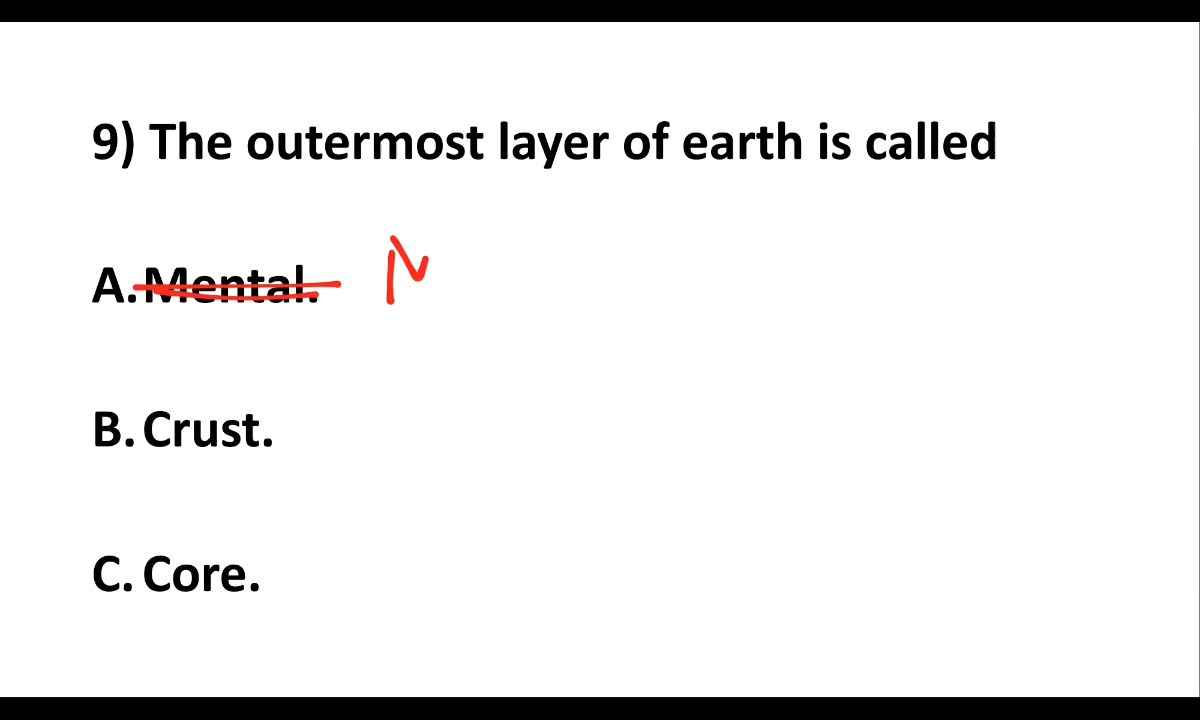 9) The outermost layer of earth is called
A. Mental.
B. Crust.
C. Core.